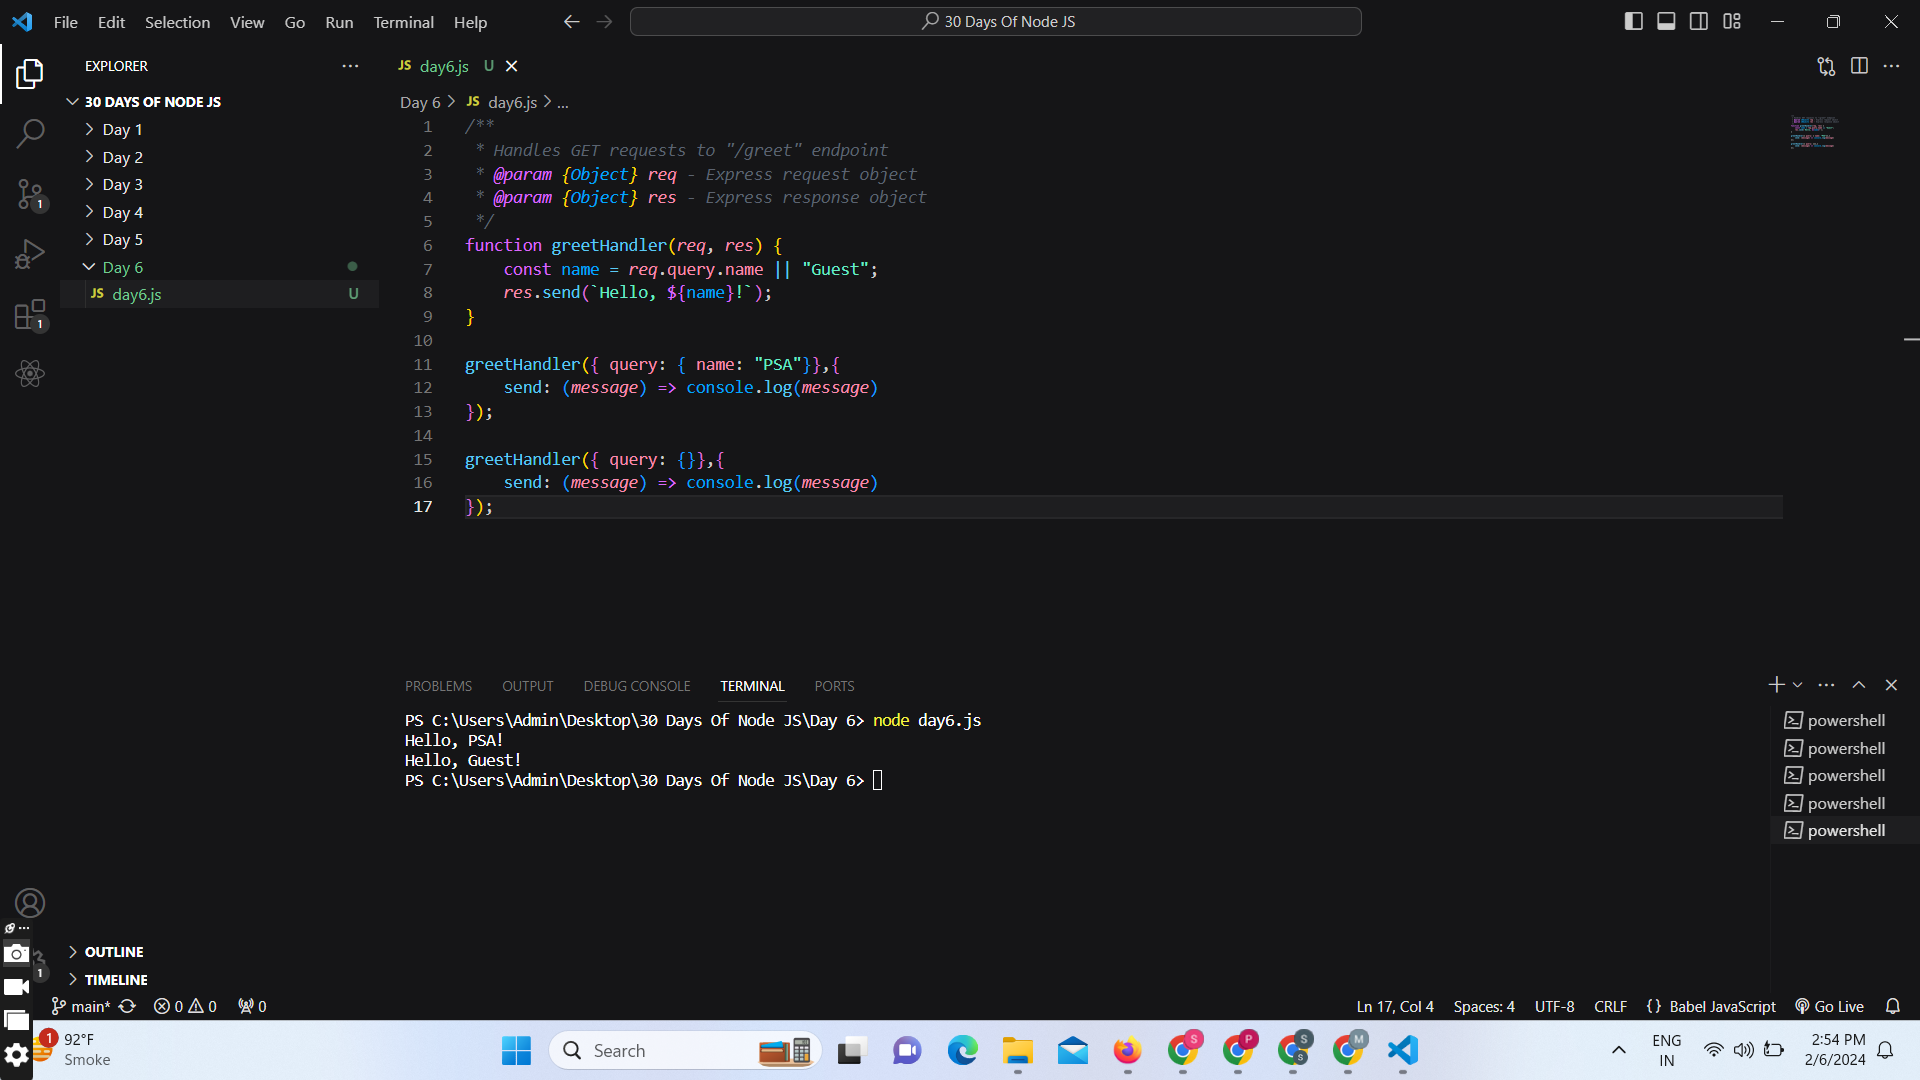 File Edit Selection View Go Run Terminal Help
30 Days Of Node JS
EXPLORER
30 DAYS OF NODE JS
Day 1
Day 2
Day 3
Day 4
Day 5
Day 6
JS day6.js U
JS day6.js U
Day 6 > JS day6.js > ...
1 /**
2 * Handles GET requests to "/greet" endpoint
3 * @param {Object} req - Express request object
4 * @param {Object} res - Express response object
5 */
6 function greetHandler(req, res) {
7 const name = req.query.name || "Guest";
8 res.send(`Hello, ${name}!`);
9 }
10
11 greetHandler({ query: { name: "PSA"}},{
12 send: (message) => console.log(message)
13 });
14
15 greetHandler({ query: {}},{
16 send: (message) => console.log(message)
17 });
PROBLEMS OUTPUT DEBUG CONSOLE TERMINAL PORTS
PS C:\Users\Admin\Desktop\30 Days Of Node JS\Day 6> node day6.js
Hello, PSA!
Hello, Guest!
PS C:\Users\Admin\Desktop\30 Days Of Node JS\Day 6>
powershell
powershell
powershell
powershell
powershell
1
1
1
OUTLINE
TIMELINE
main* 0 0 0
Ln 17, Col 4 Spaces: 4 UTF-8 CRLF {} Babel JavaScript Go Live
1
92°F
Smoke
Search
S
P
S
S
M
ENG
IN
2:54 PM
2/6/2024